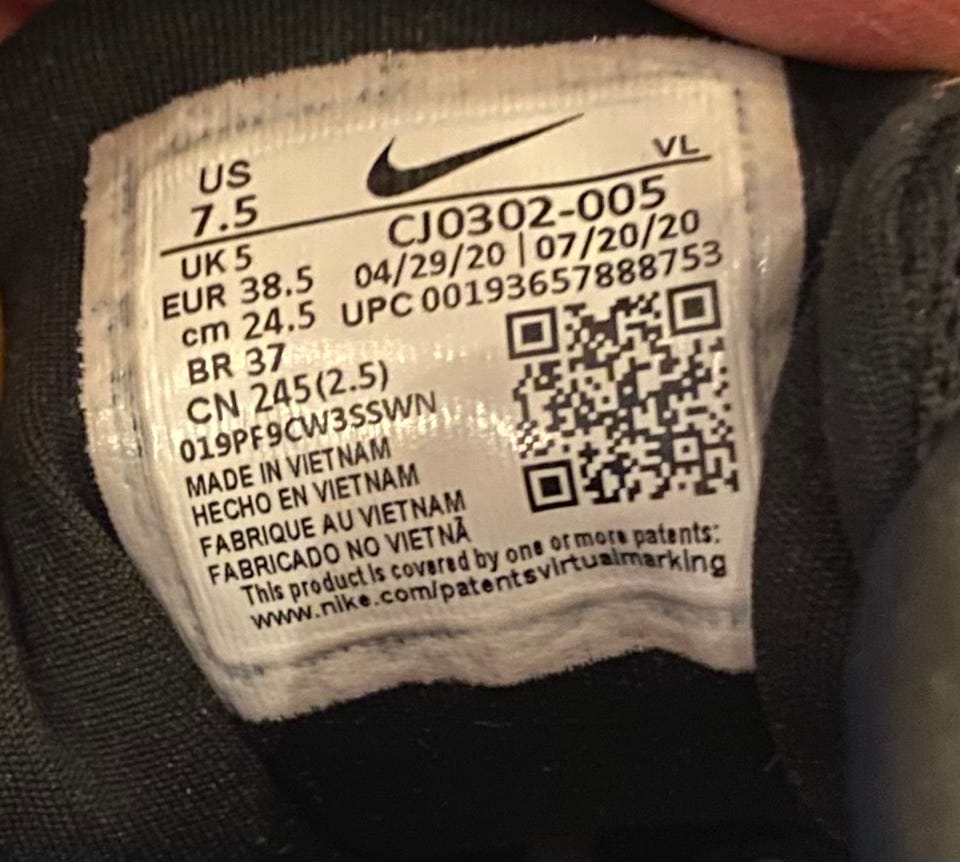 US
7.5
VL
UK 5
EUR 38.5
cm 24.5
BR 37
CN 245(2.5)
CJ0302-005
04/29/20 | 07/20/20
UPC 00193657888753
019PF9CW3SSWN
MADE IN VIETNAM
HECHO EN VIETNAM
FABRIQUE AU VIETNAM
FABRICADO NO VIETNÃ
This product is covered by one or more patents:
www.nike.com/patentsvirtualmarking